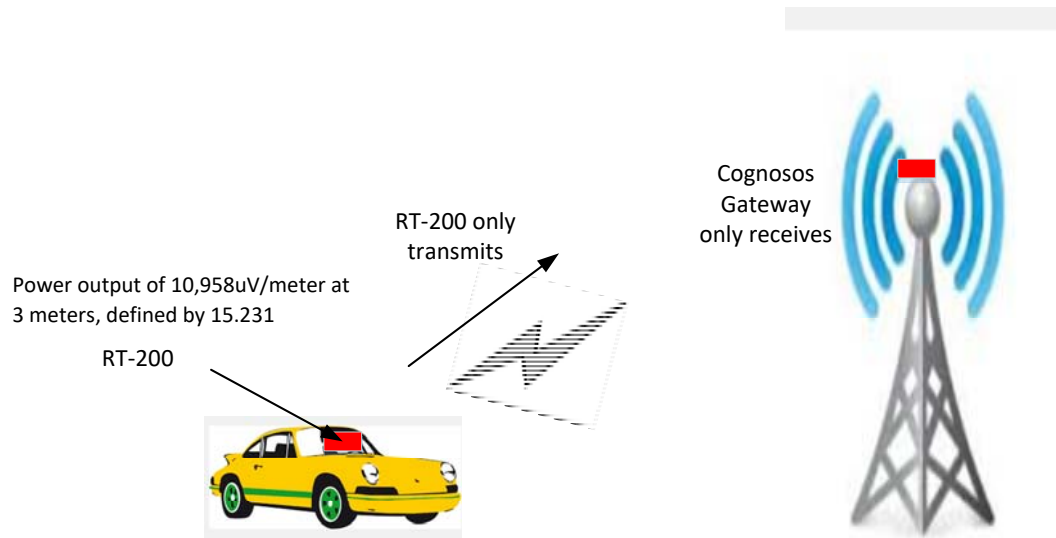 Cognosos
Gateway
only receives
RT-200 only
transmits
Power output of 10,958uV/meter at
3 meters, defined by 15.231
RT-200